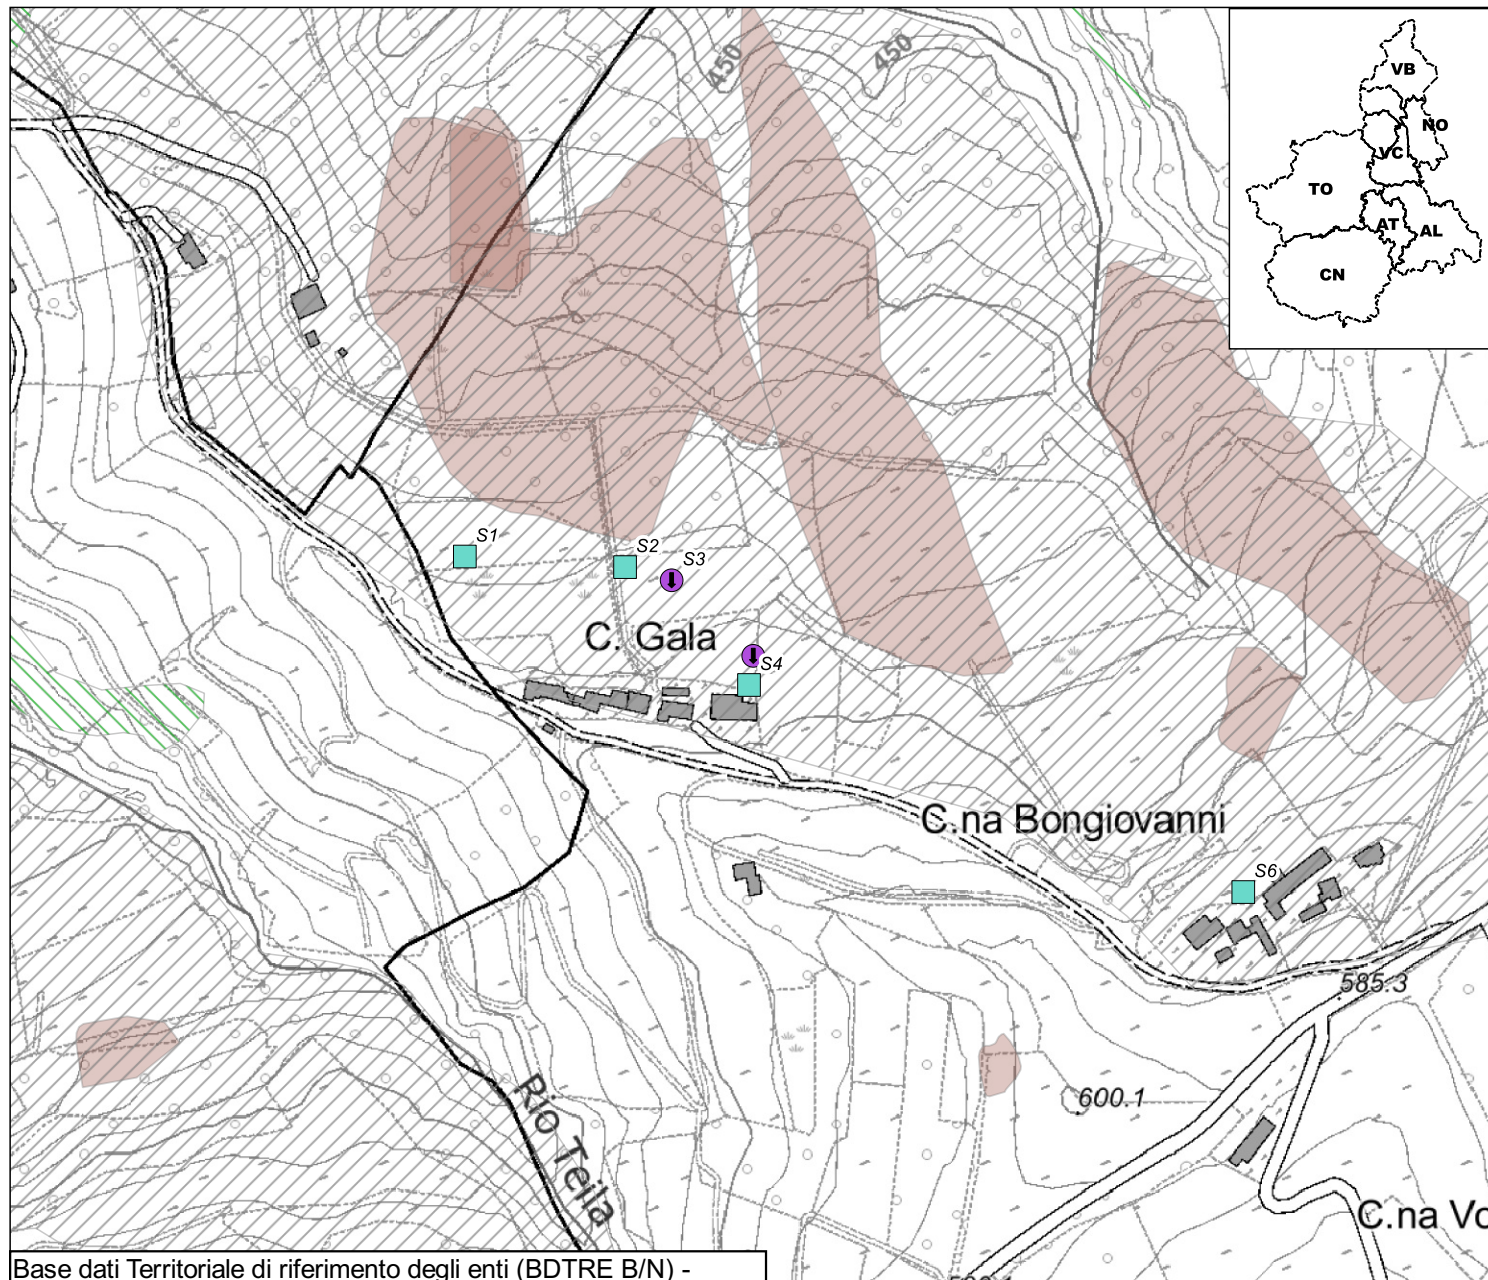 450
450
VB
NO
VC
TO
AT
AL
CN
S1
S2
S3
C. Gala
S4
C.na Bongiovanni
S6
585.3
600.1
Rio Teila
C.na Vo
Base dati Territoriale di riferimento degli enti (BDTRE B/N) -